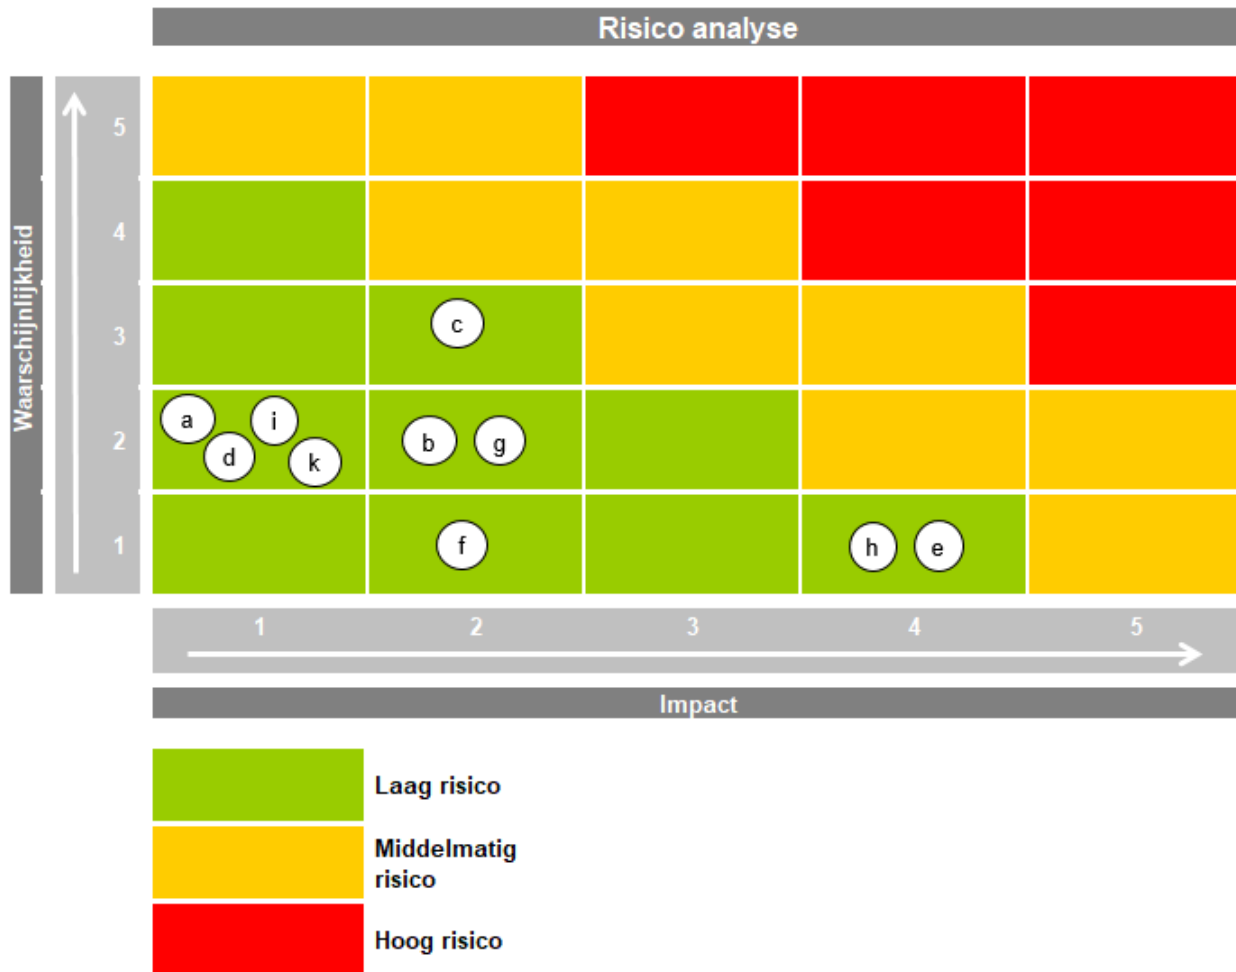 Risico analyse
Waarschijnlijkheid
5
4
3
c
2
a
i
d
k
b
g
1
f
h
e
1
2
3
4
5
Impact
Laag risico
Middelmatig
risico
Hoog risico